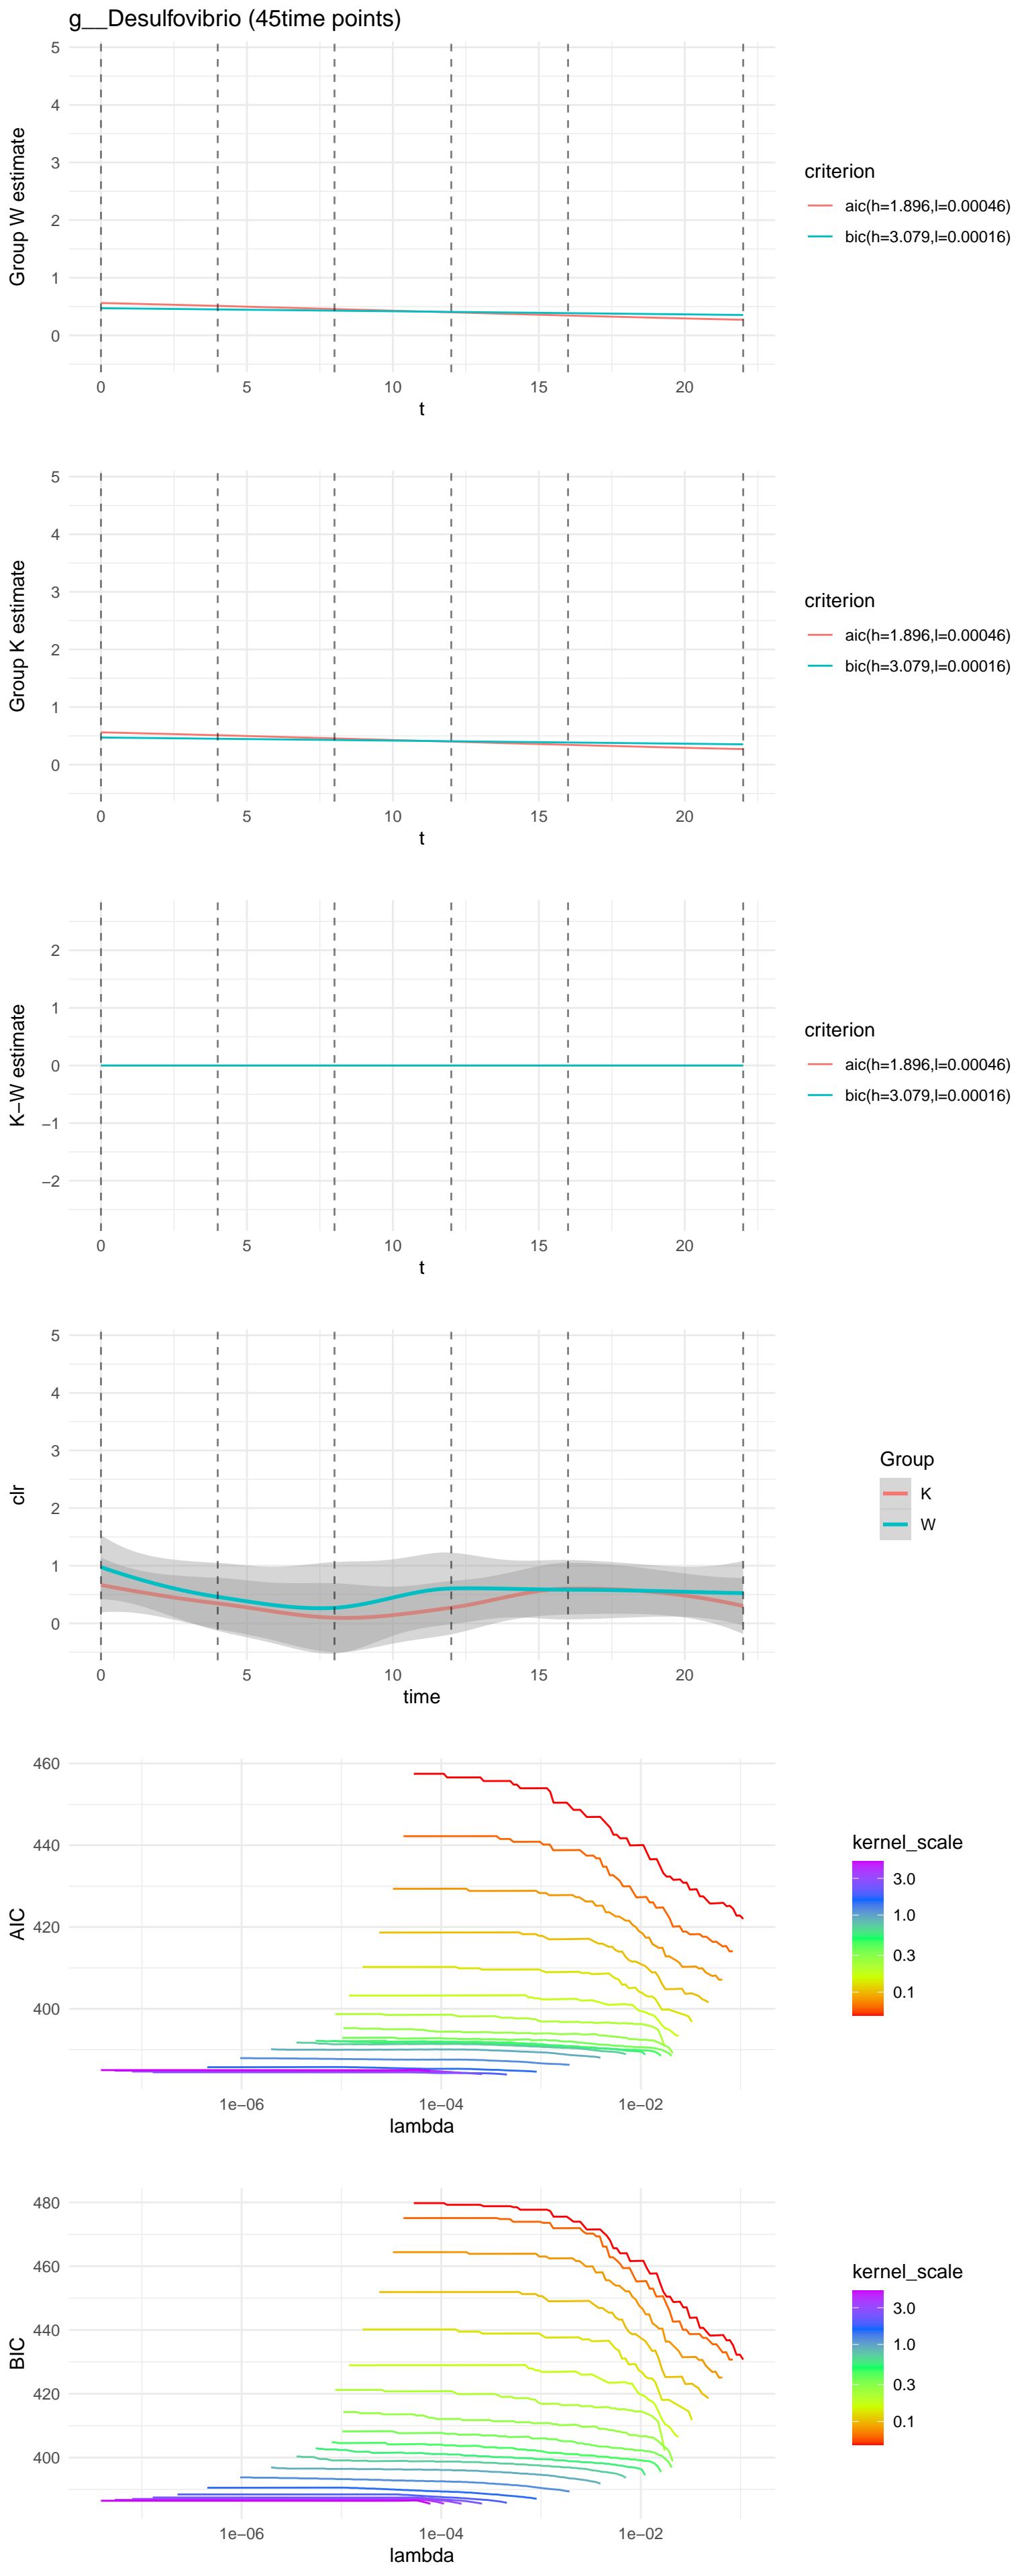 g__Desulfovibrio (45time points)
Group W estimate
5
4
3
2
1
0
0 5 10 15 20
t
criterion
aic(h=1.896,l=0.00046)
bic(h=3.079,l=0.00016)
Group K estimate
5
4
3
2
1
0
0 5 10 15 20
t
criterion
aic(h=1.896,l=0.00046)
bic(h=3.079,l=0.00016)
K−W estimate
2
1
0
−1
−2
0 5 10 15 20
t
criterion
aic(h=1.896,l=0.00046)
bic(h=3.079,l=0.00016)
clr
5
4
3
2
1
0
0 5 10 15 20
time
Group
K
W
AIC
460
440
420
400
1e−06 1e−04 1e−02
lambda
kernel_scale
3.0
1.0
0.3
0.1
BIC
480
460
440
420
400
1e−06 1e−04 1e−02
lambda
kernel_scale
3.0
1.0
0.3
0.1